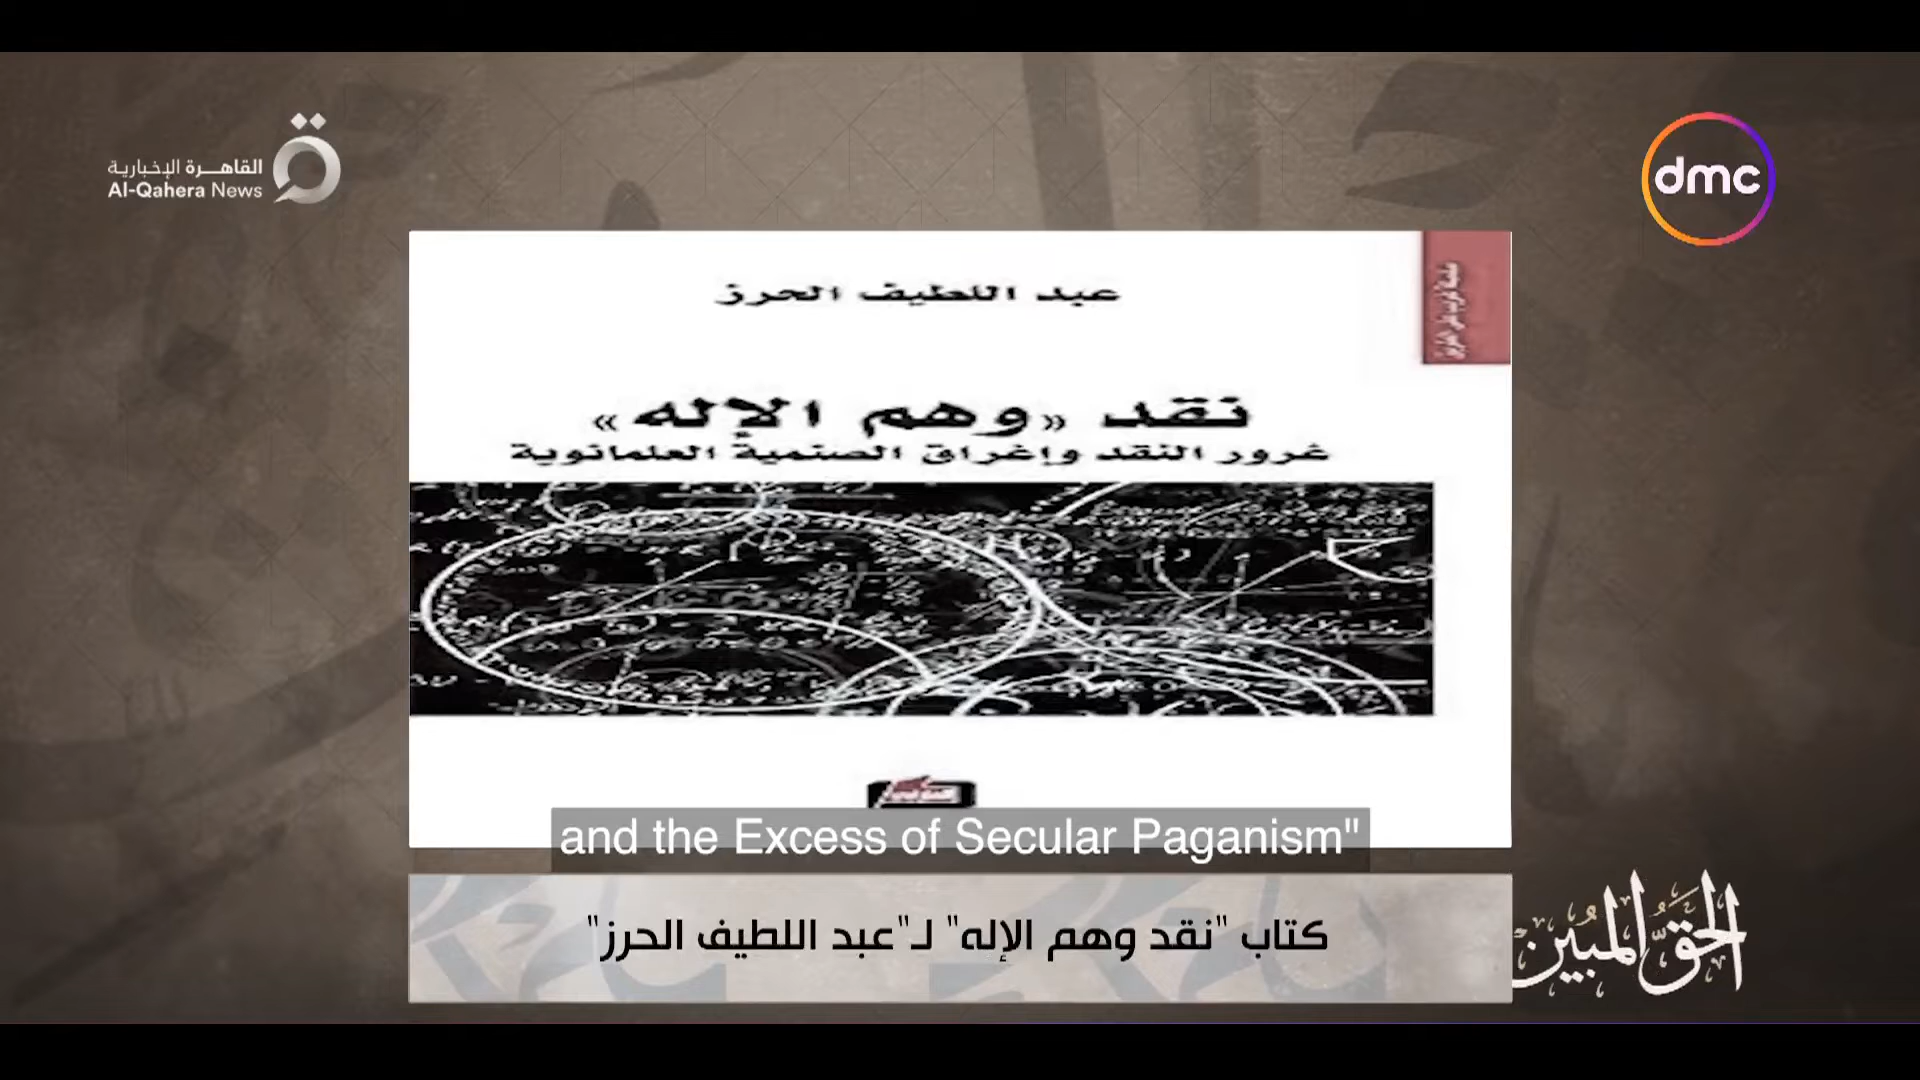 القاهرة الإخبارية
Al-Qahera News
dmc
عبد اللطيف الحرز
نقد «وهم الإله»
غرور النقد وإغراق الصنمية العلمانوية
and the Excess of Secular Paganism"
كتاب "نقد وهم الإله" لـ"عبد اللطيف الحرز"
الحق المبين